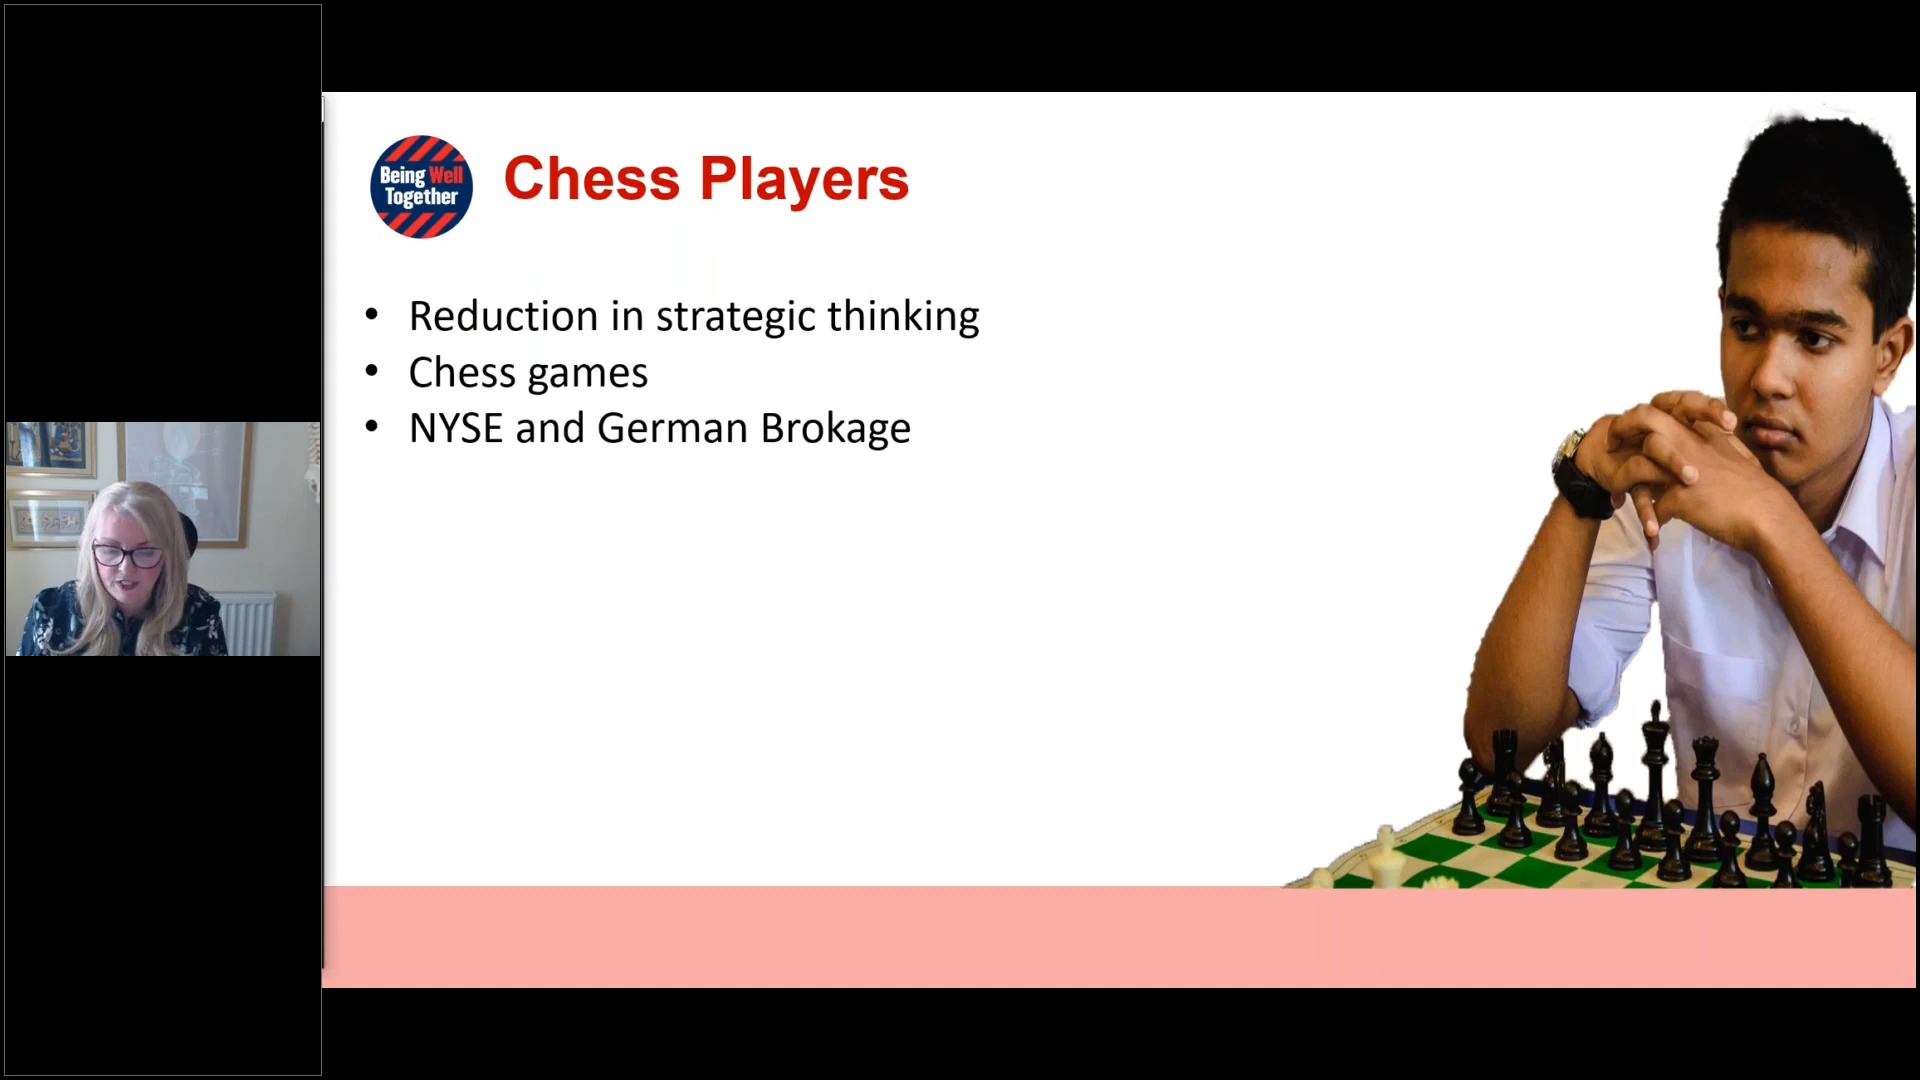 Being Well
Together
Chess Players
• Reduction in strategic thinking
• Chess games
• NYSE and German Brokage